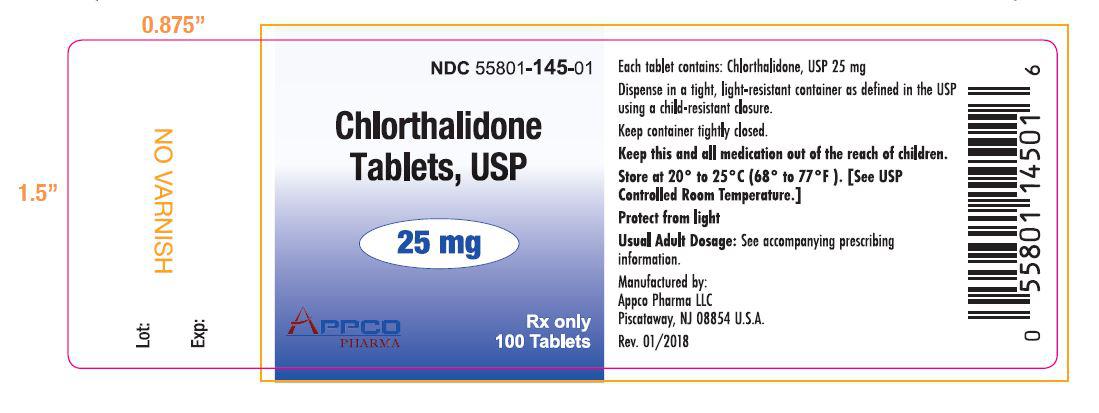 0.875”
1.5”
NO VARNISH
Lot:
Exp:
NDC 55801-145-01
Chlorthalidone
Tablets, USP
25 mg
APPCO
PHARMA
Rx only
100 Tablets
Each tablet contains: Chlorthalidone, USP 25 mg
Dispense in a tight, light-resistant container as defined in the USP
using a child-resistant closure.
Keep container tightly closed.
Keep this and all medication out of the reach of children.
Store at 20° to 25°C (68° to 77°F ). [See USP
Controlled Room Temperature.]
Protect from light
Usual Adult Dosage: See accompanying prescribing
information.
Manufactured by:
Appco Pharma LLC
Piscataway, NJ 08854 U.S.A.
Rev. 01/2018
0 55801 14501 6